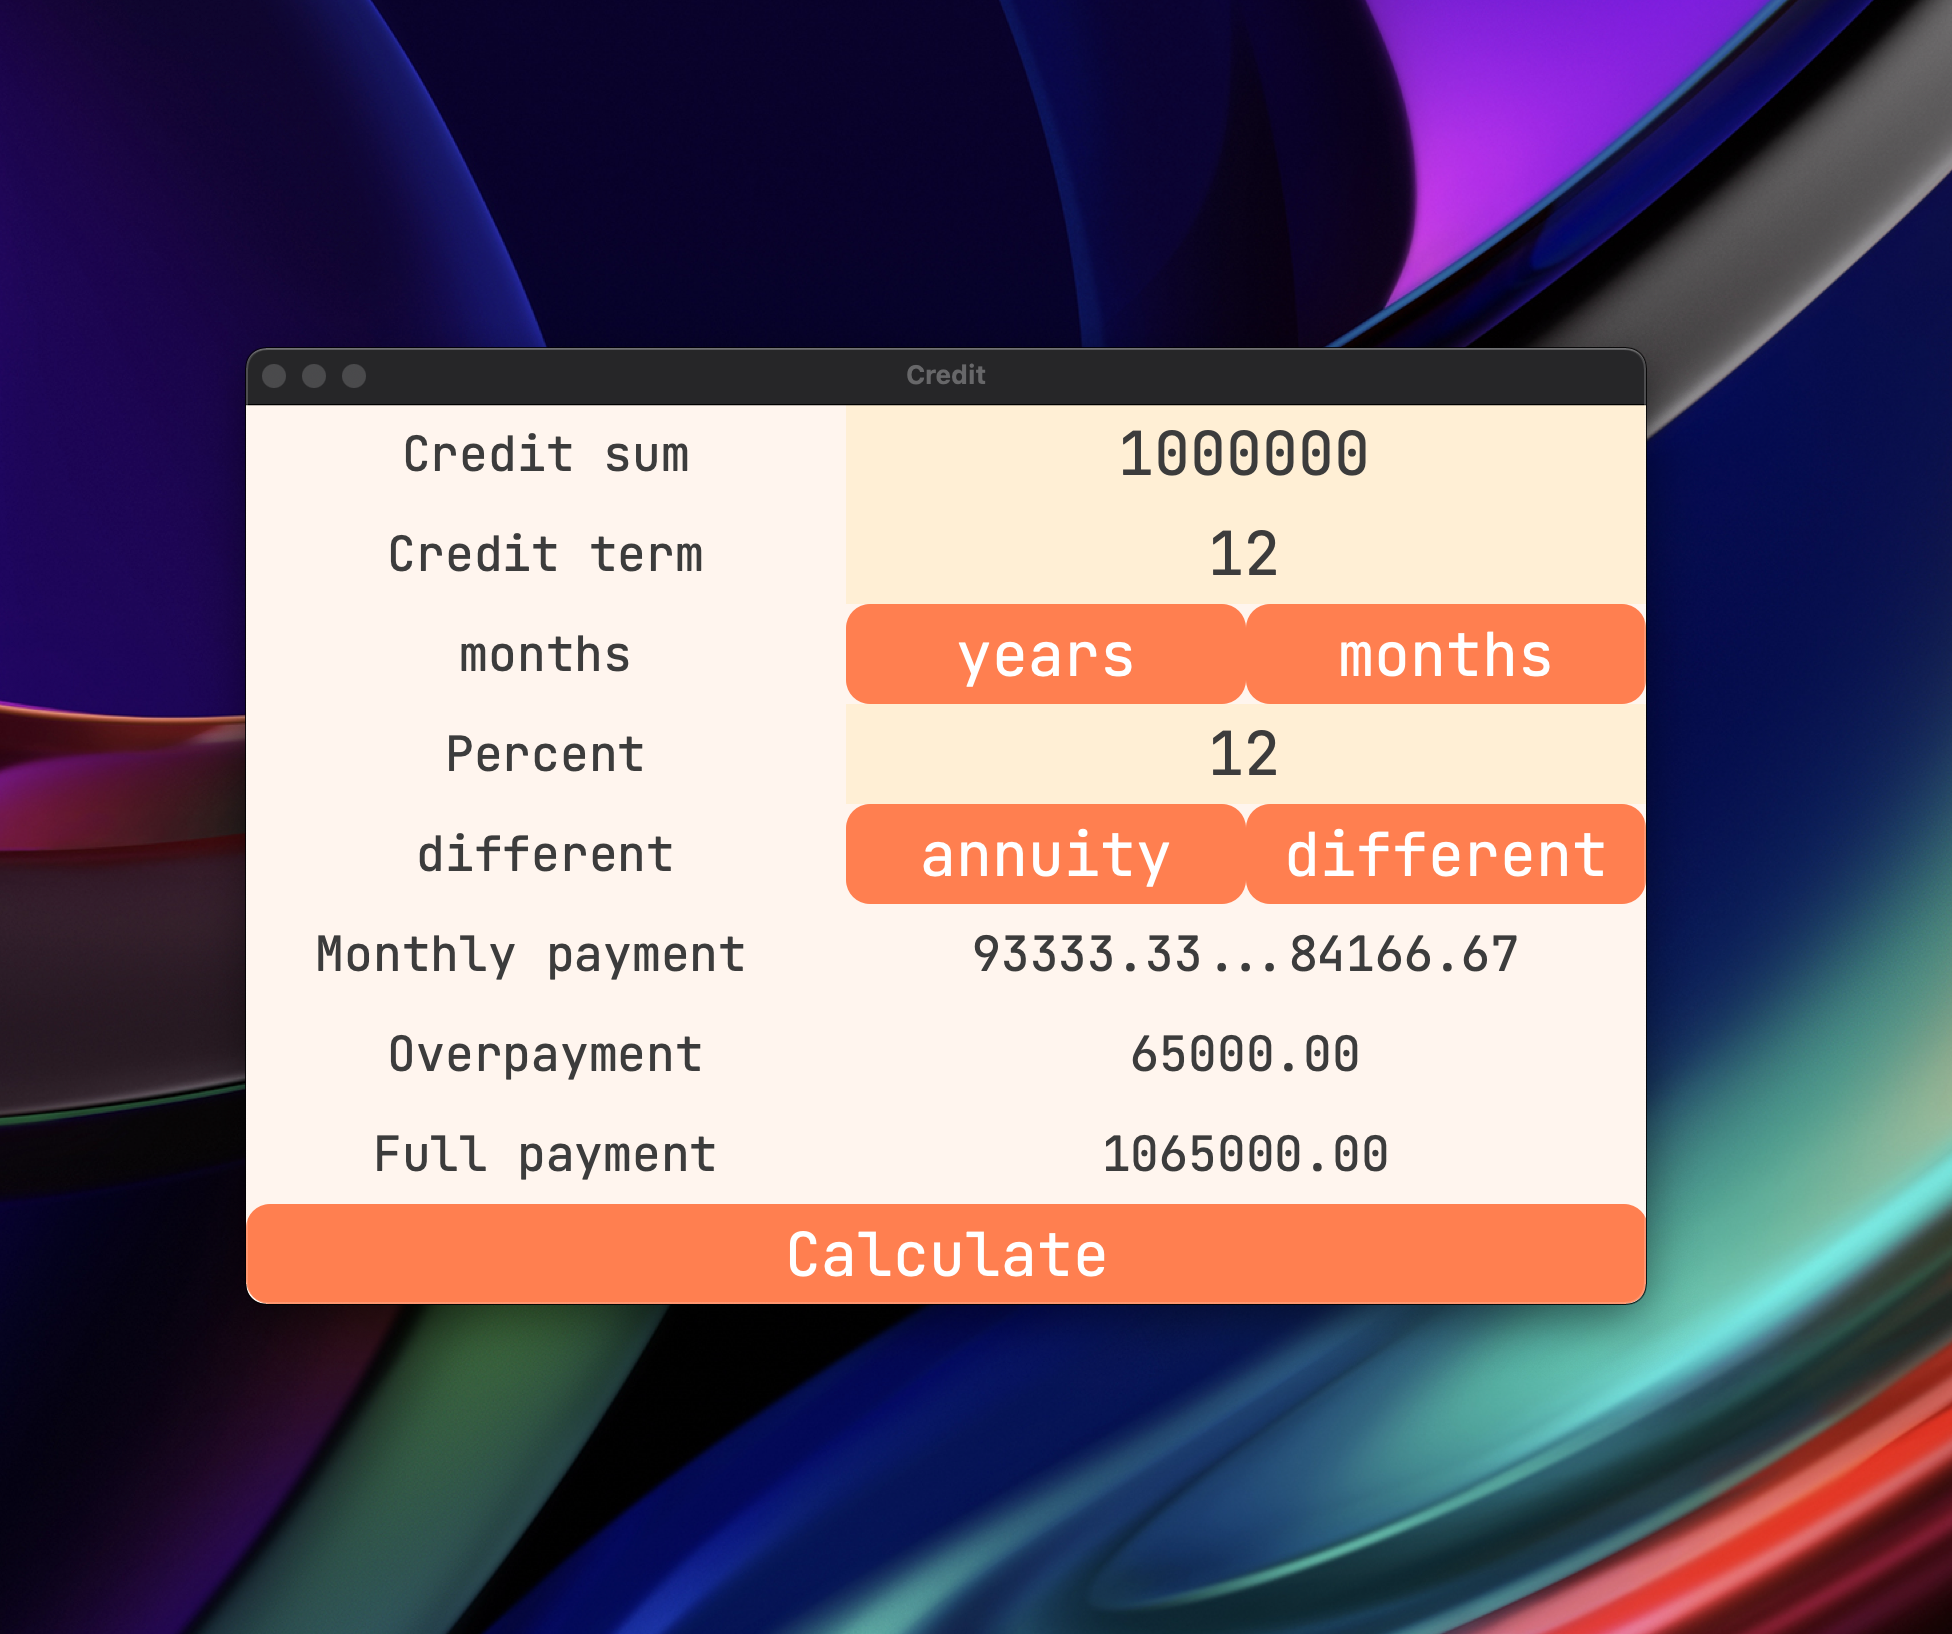 Credit
Credit sum 1000000
Credit term 12
months years months
Percent 12
different annuity different
Monthly payment 93333.33...84166.67
Overpayment 65000.00
Full payment 1065000.00
Calculate